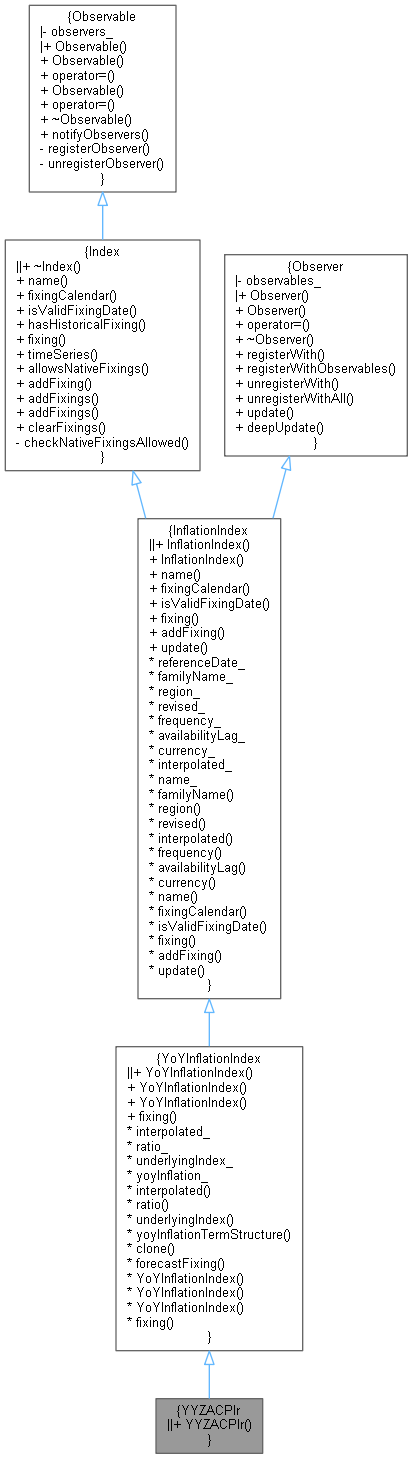 {Observable
|- observers_
|+ Observable()
+ Observable()
+ operator=()
+ Observable()
+ operator=()
+ ~Observable()
+ notifyObservers()
- registerObserver()
- unregisterObserver()
}
{Index
||+ ~Index()
+ name()
+ fixingCalendar()
+ isValidFixingDate()
+ hasHistoricalFixing()
+ fixing()
+ timeSeries()
+ allowsNativeFixings()
+ addFixing()
+ addFixings()
+ addFixings()
+ clearFixings()
- checkNativeFixingsAllowed()
}
{Observer
|- observables_
|+ Observer()
+ Observer()
+ operator=()
+ ~Observer()
+ registerWith()
+ registerWithObservables()
+ unregisterWith()
+ unregisterWithAll()
+ update()
+ deepUpdate()
}
{InflationIndex
||+ InflationIndex()
+ InflationIndex()
+ name()
+ fixingCalendar()
+ isValidFixingDate()
+ fixing()
+ addFixing()
+ update()
* referenceDate_
* familyName_
* region_
* revised_
* frequency_
* availabilityLag_
* currency_
* interpolated_
* name_
* familyName()
* region()
* revised()
* interpolated()
* frequency()
* availabilityLag()
* currency()
* name()
* fixingCalendar()
* isValidFixingDate()
* fixing()
* addFixing()
* update()
}
{YoYInflationIndex
||+ YoYInflationIndex()
+ YoYInflationIndex()
+ YoYInflationIndex()
+ fixing()
* interpolated_
* ratio_
* underlyingIndex_
* yoyInflation_
* interpolated()
* ratio()
* underlyingIndex()
* yoyInflationTermStructure()
* clone()
* forecastFixing()
* YoYInflationIndex()
* YoYInflationIndex()
* YoYInflationIndex()
* fixing()
}
{YYZACPIr
||+ YYZACPIr()
}